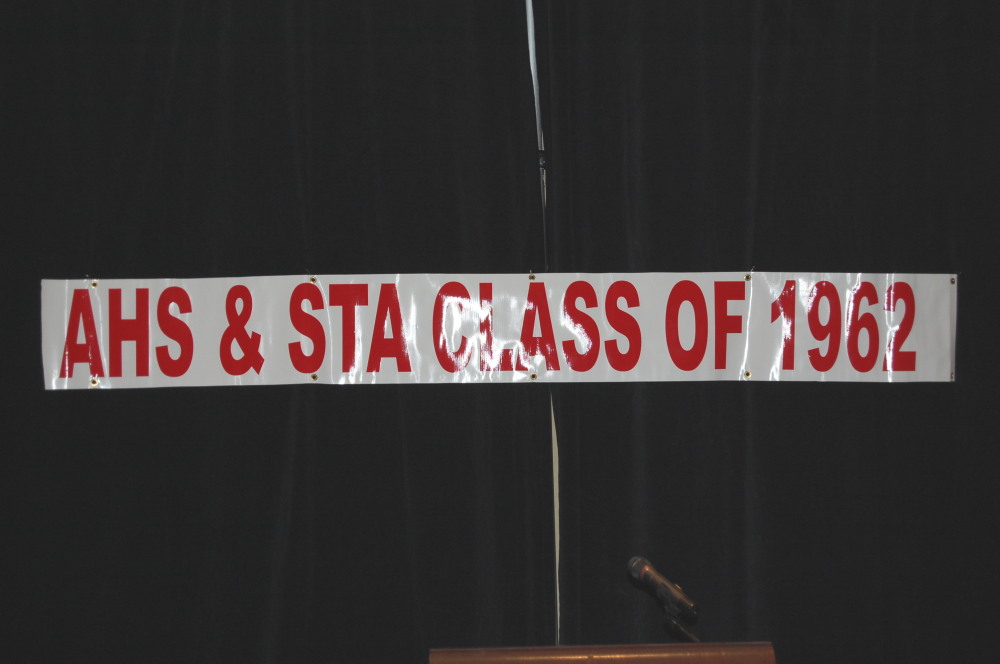 AHS & STA CLASS OF 1962